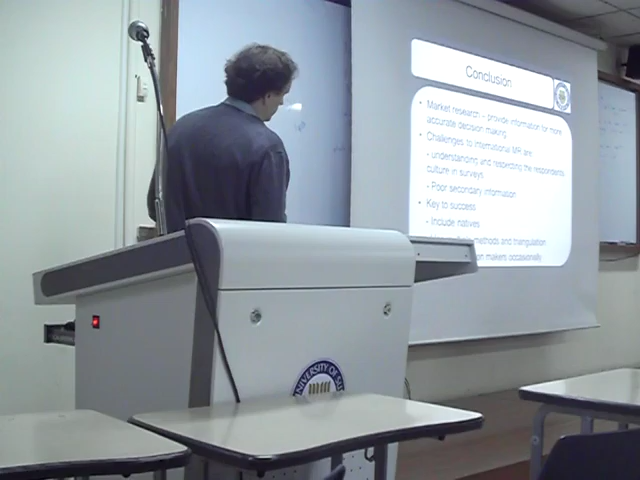 Conclusion
• Market research – provide information for more
accurate decision making
• Challenges to international MR are
- understanding and respecting the respondents
culture in surveys
- Poor secondary information
• Key to success
- Include natives
methods and triangulation
makers occasionally
UNIVERSITY OF SU